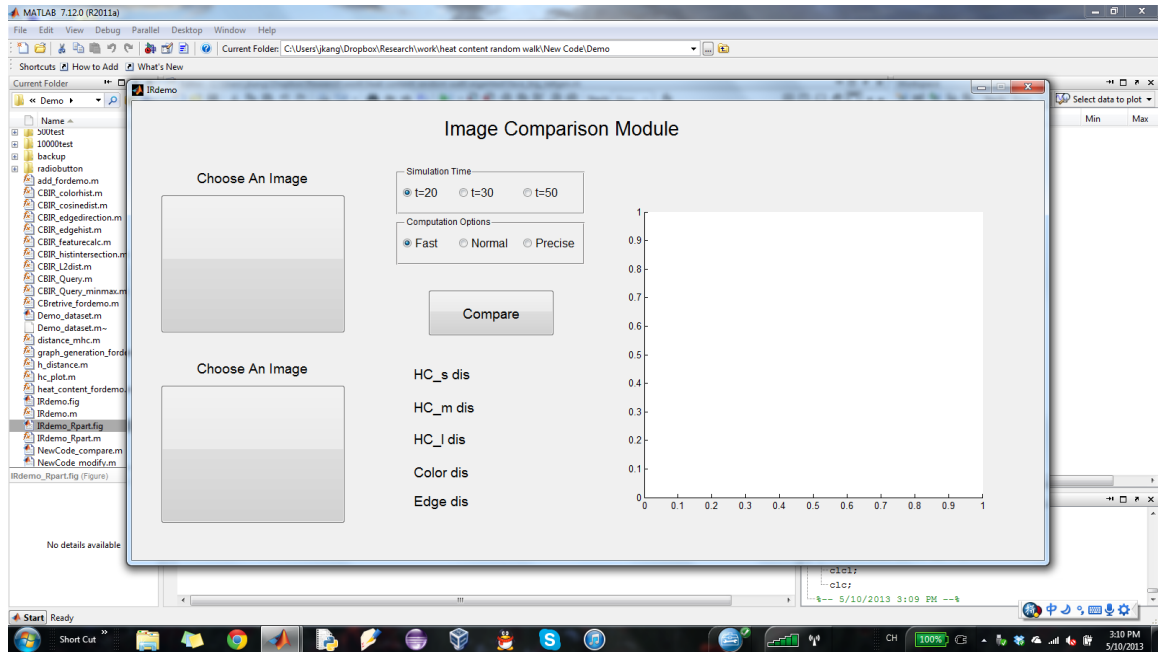 MATLAB 7.12.0 (R2011a)
File Edit View Debug Parallel Desktop Window Help
Current Folder: C:\Users\jkang\Dropbox\Research\work\heat content random walk\New Code\Demo
Shortcuts How to Add What's New
Current Folder
« Demo
Name
500test
10000test
backup
radiobutton
add_fordemo.m
CBIR_colorhist.m
CBIR_cosinedist.m
CBIR_edgedirection.m
CBIR_edgehist.m
CBIR_featurecalc.m
CBIR_histintersection.m
CBIR_L2dist.m
CBIR_Query.m
CBIR_Query_minmax.m
CBretrive_fordemo.m
Demo_dataset.m
Demo_dataset.m~
distance_mhc.m
graph_generation_forde
h_distance.m
hc_plot.m
heat_content_fordemo.
IRdemo.fig
IRdemo.m
IRdemo_Rpart.fig
IRdemo_Rpart.m
NewCode_compare.m
NewCode_modify.m
IRdemo_Rpart.fig (Figure)
No details available
IRdemo
Image Comparison Module
Choose An Image
Choose An Image
Simulation Time
t=20 t=30 t=50
Computation Options
Fast Normal Precise
Compare
HC_s dis
HC_m dis
HC_l dis
Color dis
Edge dis
1
0.9
0.8
0.7
0.6
0.5
0.4
0.3
0.2
0.1
0
0 0.1 0.2 0.3 0.4 0.5 0.6 0.7 0.8 0.9 1
Select data to plot
Min Max
clc;
%-- 5/10/2013 3:09 PM --%
中
Start Ready
Short Cut
CH 100% 3:10 PM
5/10/2013